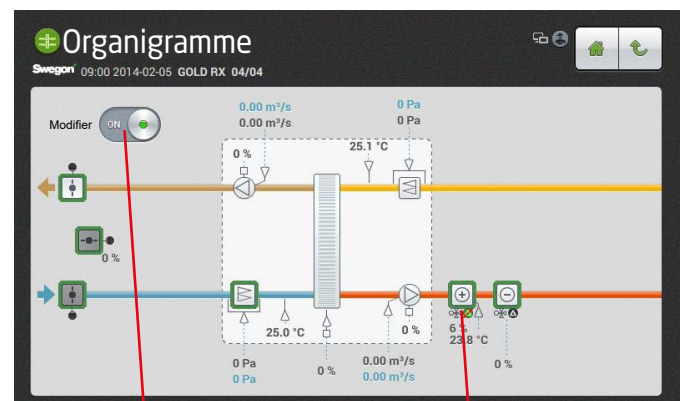 Organigramme
Swegon 09:00 2014-02-05 GOLD RX 04/04
Modifier ON
0.00 m³/s
0.00 m³/s
0 Pa
0 Pa
0 %
25.1 °C
0 %
25.0 °C
0 %
6 %
23.8 °C
0 Pa
0 Pa
0 %
0.00 m³/s
0.00 m³/s
0 %